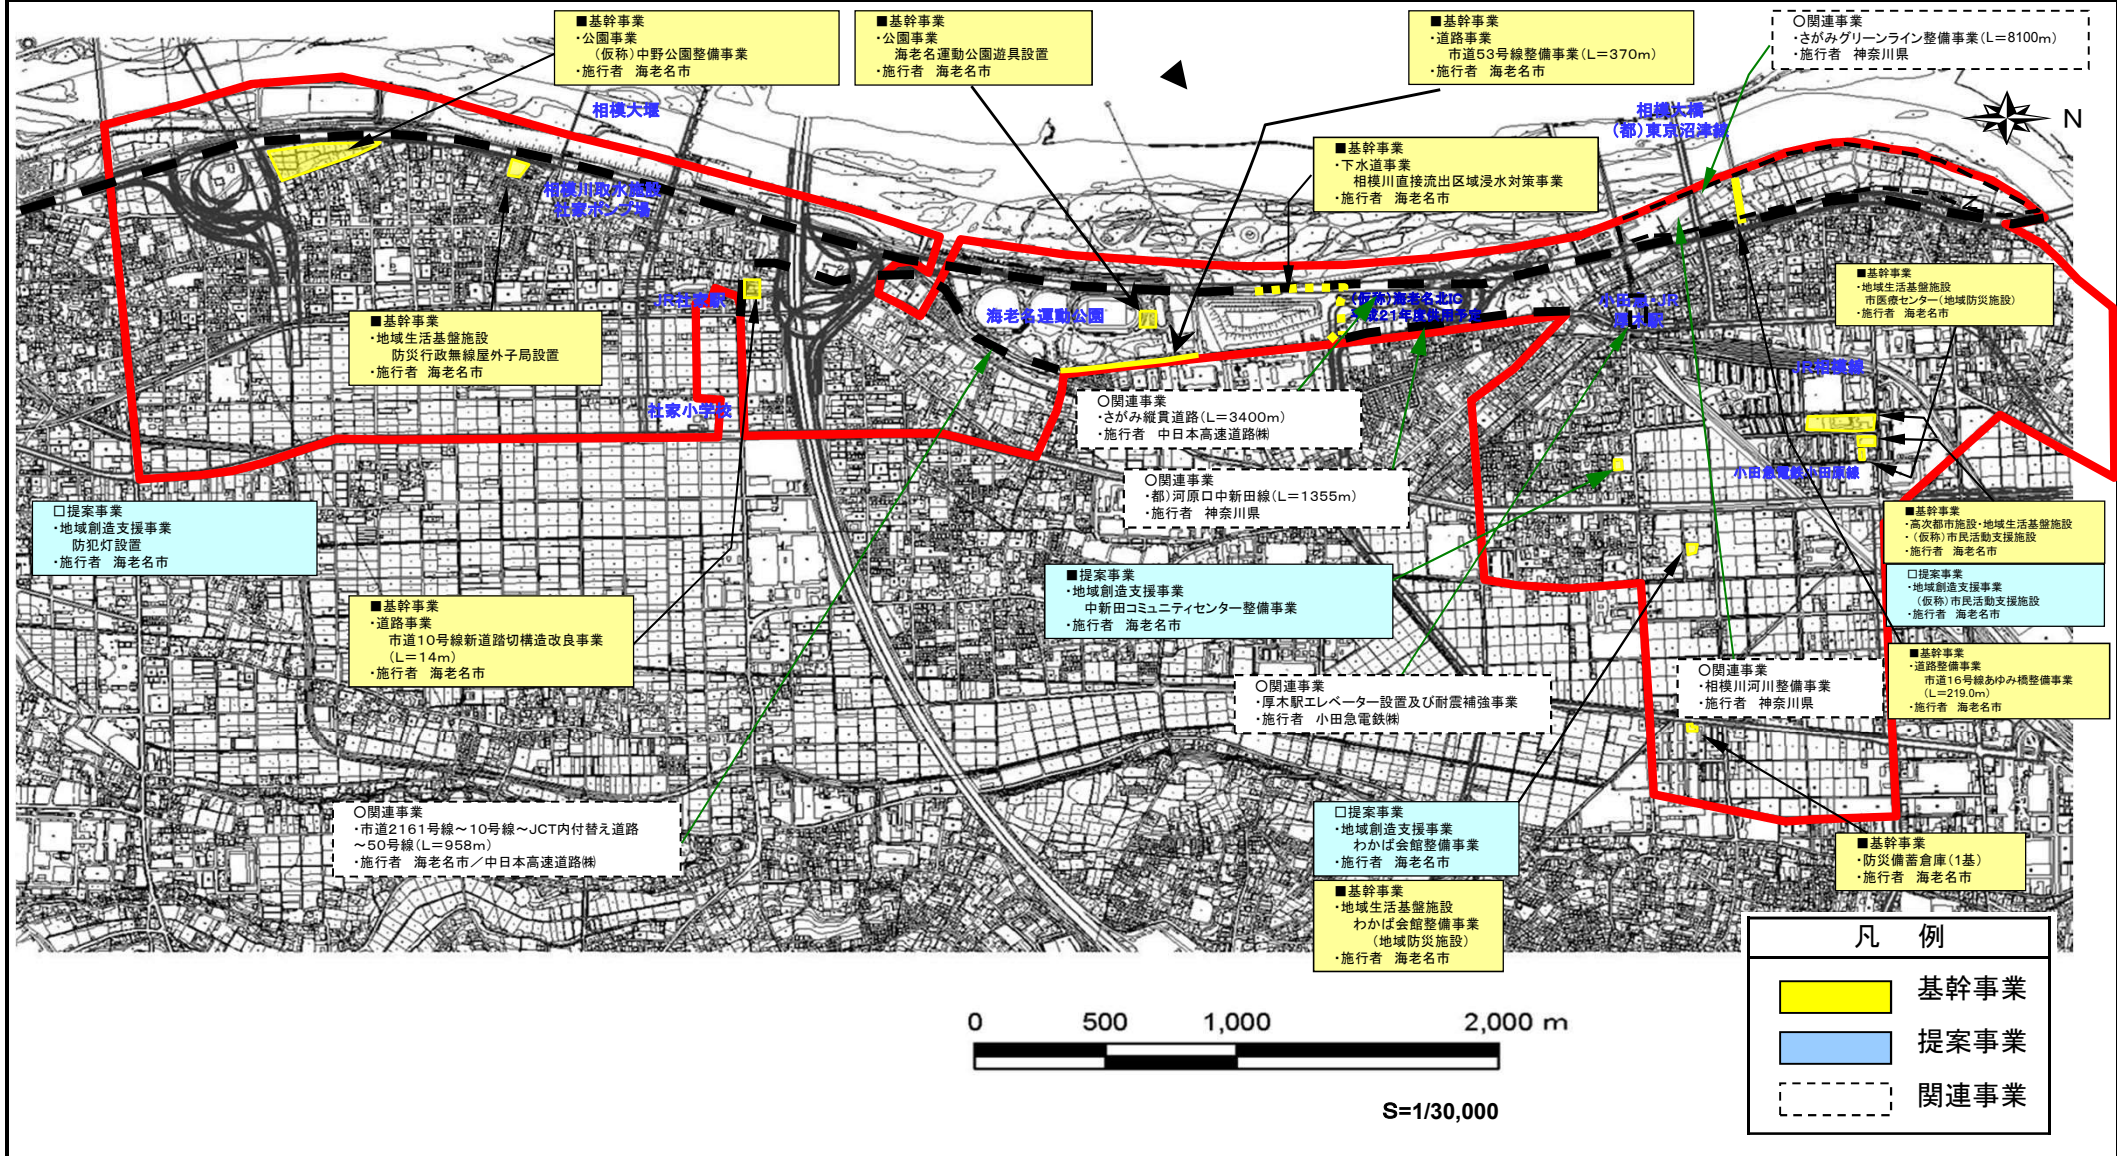 ■基幹事業
・公園事業
(仮称)中野公園整備事業
・施行者　海老名市
■基幹事業
・公園事業
海老名運動公園遊具設置
・施行者　海老名市
■基幹事業
・道路事業
市道53号線整備事業(L=370m)
・施行者　海老名市
○関連事業
・さがみグリーンライン整備事業(L=8100m)
・施行者　神奈川県
相模大堰
相模大橋
(都)東京沼津線
N
■基幹事業
・下水道事業
相模川直接流出区域浸水対策事業
・施行者　海老名市
相模川取水施設
社家ポンプ場
JR社家駅
海老名運動公園
(仮称)海老名北IC
平成21年度供用予定
小田急・JR
厚木駅
■基幹事業
・地域生活基盤施設
市医療センター(地域防災施設)
・施行者　海老名市
■基幹事業
・地域生活基盤施設
防災行政無線屋外子局設置
・施行者　海老名市
JR相模線
社家小学校
○関連事業
・さがみ縦貫道路(L=3400m)
・施行者　中日本高速道路㈱
小田急電鉄小田原線
○関連事業
・都)河原口中新田線(L=1355m)
・施行者　神奈川県
□提案事業
・地域創造支援事業
防犯灯設置
・施行者　海老名市
■基幹事業
・高次都市施設・地域生活基盤施設
・(仮称)市民活動支援施設
・施行者　海老名市
■提案事業
・地域創造支援事業
中新田コミュニティセンター整備事業
・施行者　海老名市
□提案事業
・地域創造支援事業
(仮称)市民活動支援施設
・施行者　海老名市
■基幹事業
・道路事業
市道10号線新道踏切構造改良事業
(L=14m)
・施行者　海老名市
■基幹事業
・道路整備事業
市道16号線あゆみ橋整備事業
(L=219.0m)
・施行者　海老名市
○関連事業
・相模川河川整備事業
・施行者　神奈川県
○関連事業
・厚木駅エレベーター設置及び耐震補強事業
・施行者　小田急電鉄㈱
○関連事業
・市道2161号線～10号線～JCT内付替え道路
～50号線(L=958m)
・施行者　海老名市／中日本高速道路㈱
□提案事業
・地域創造支援事業
わかば会館整備事業
・施行者　海老名市
■基幹事業
・防災備蓄倉庫(1基)
・施行者　海老名市
■基幹事業
・地域生活基盤施設
わかば会館整備事業
(地域防災施設)
・施行者　海老名市
凡　例
基幹事業
提案事業
関連事業
0　500　1,000　2,000 m
S=1/30,000